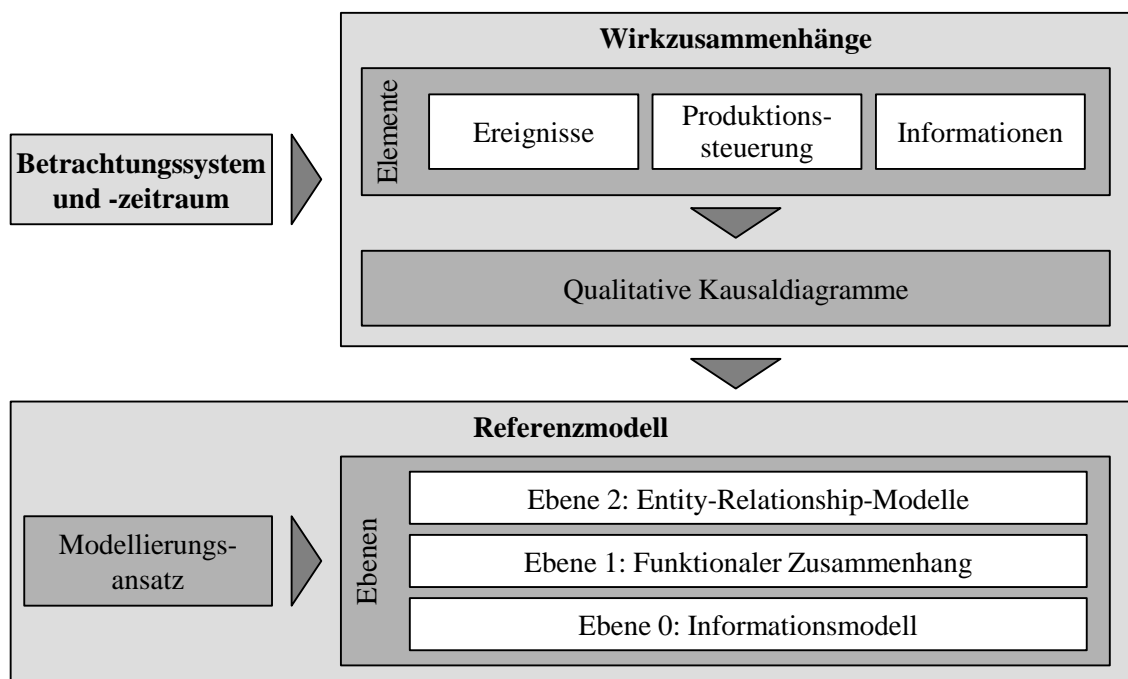 Wirkzusammenhänge
Elemente
Ereignisse
Produktions-
steuerung
Informationen
Betrachtungssystem
und -zeitraum
Qualitative Kausaldiagramme
Referenzmodell
Modellierungs-
ansatz
Ebenen
Ebene 2: Entity-Relationship-Modelle
Ebene 1: Funktionaler Zusammenhang
Ebene 0: Informationsmodell